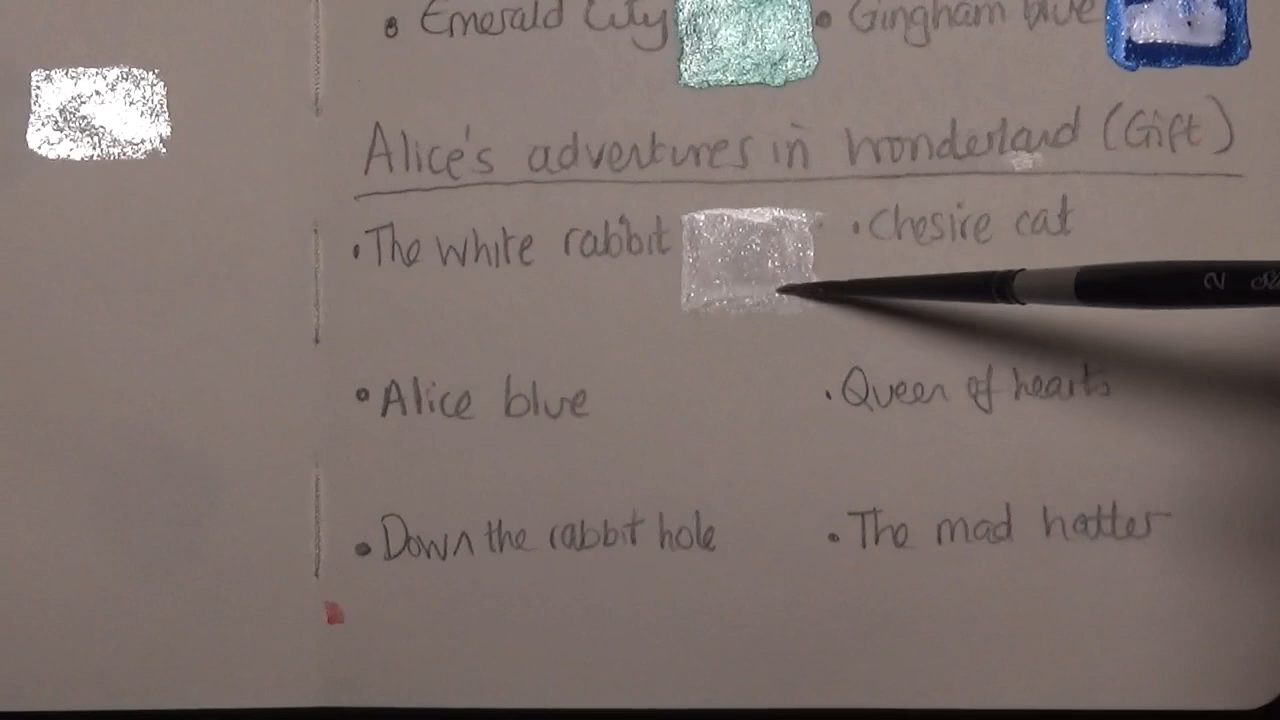 • Emerald City • Gingham blue
Alice's adventures in wonderland (Gift)
• The white rabbit • Chesire cat
2
• Alice blue • Queen of hearts
• Down the rabbit hole • The mad hatter